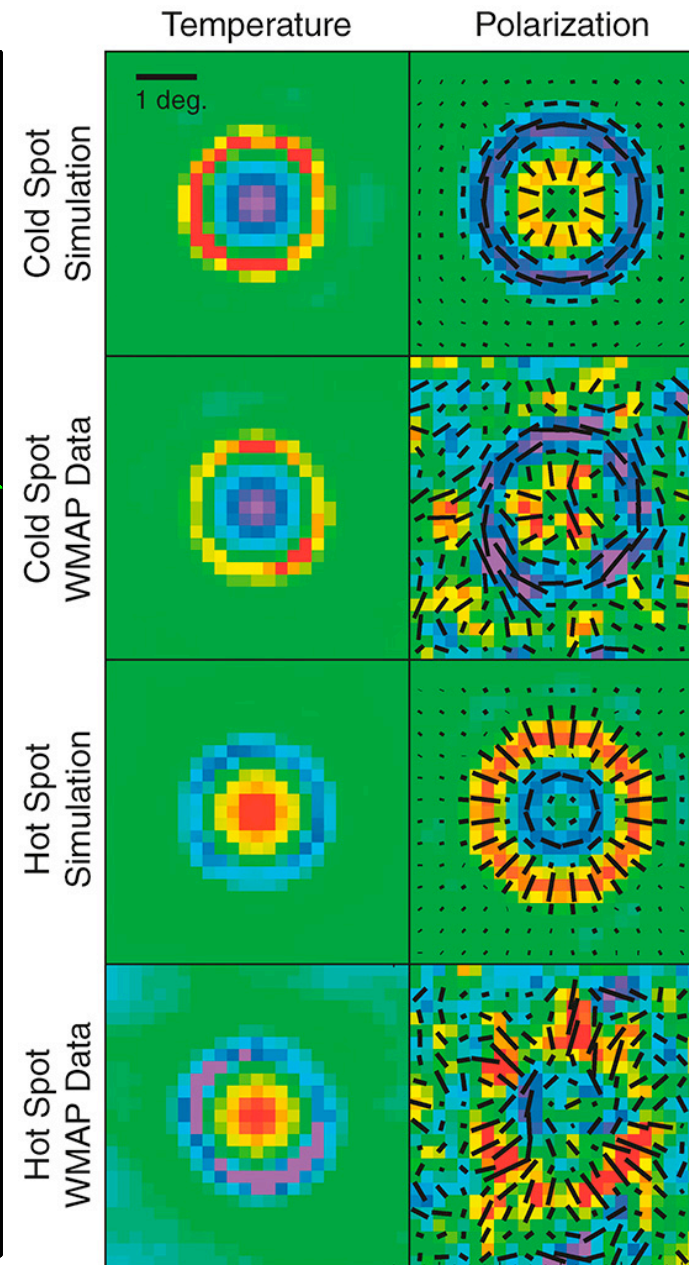 Temperature
Polarization
1 deg.
Cold Spot
Simulation
Cold Spot
WMAP Data
Hot Spot
Simulation
Hot Spot
WMAP Data